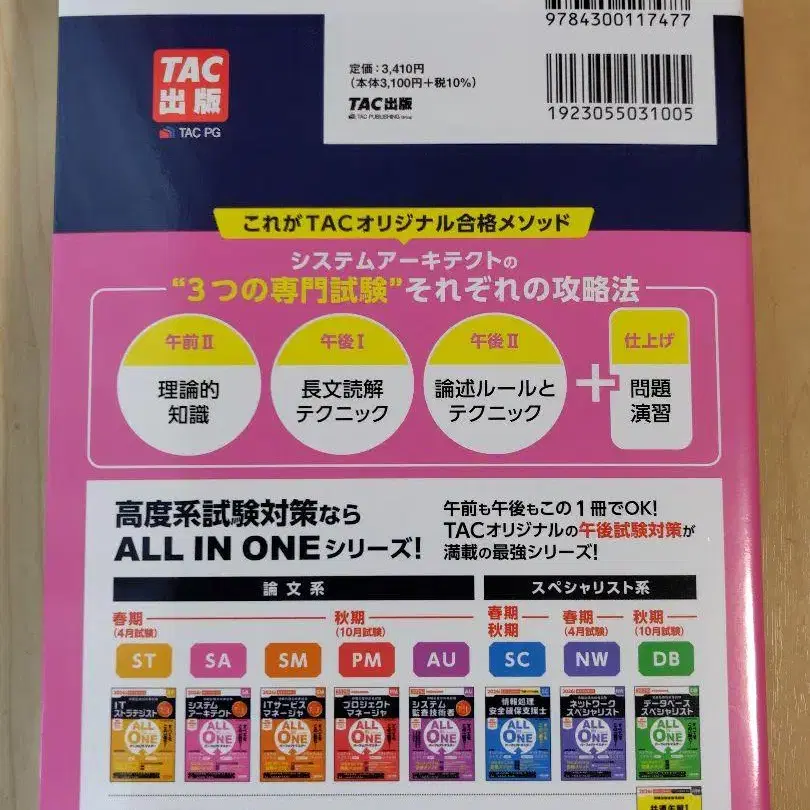 9784300117477
TAC
出版
TAC PG
定価：3,410円
（本体3,100円＋税10%）
TAC出版
TAC PUBLISHING Group
1923055031005
これがTACオリジナル合格メソッド
システムアーキテクトの
“3つの専門試験”それぞれの攻略法
午前Ⅱ
理論的
知識
午後Ⅰ
長文読解
テクニック
午後Ⅱ
論述ルールと
テクニック
＋
仕上げ
問題
演習
高度系試験対策なら
ALL IN ONEシリーズ！
午前も午後もこの1冊でOK！
TACオリジナルの午後試験対策が
満載の最強シリーズ！
論文系
スペシャリスト系
春期
(4月試験)
秋期
(10月試験)
春期
秋期
春期
(4月試験)
秋期
(10月試験)
ST
SA
SM
PM
AU
SC
NW
DB
IT
ストラテジスト
ALL IN ONE
システム
アーキテクト
ALL IN ONE
ITサービス
マネージャ
ALL IN ONE
プロジェクト
マネージャ
ALL IN ONE
システム
監査技術者
ALL IN ONE
情報処理
安全確保支援士
ALL IN ONE
ネットワーク
スペシャリスト
ALL IN ONE
データベース
スペシャリスト
ALL IN ONE